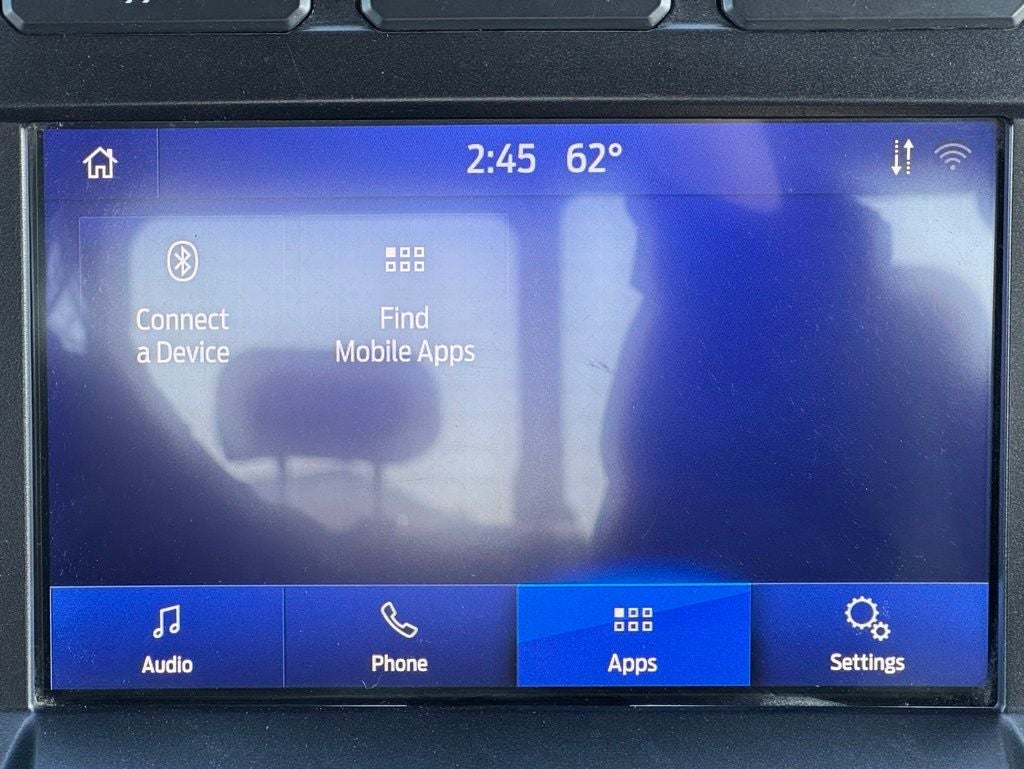 2:45 62°
Connect
a Device
Find
Mobile Apps
Audio
Phone
Apps
Settings